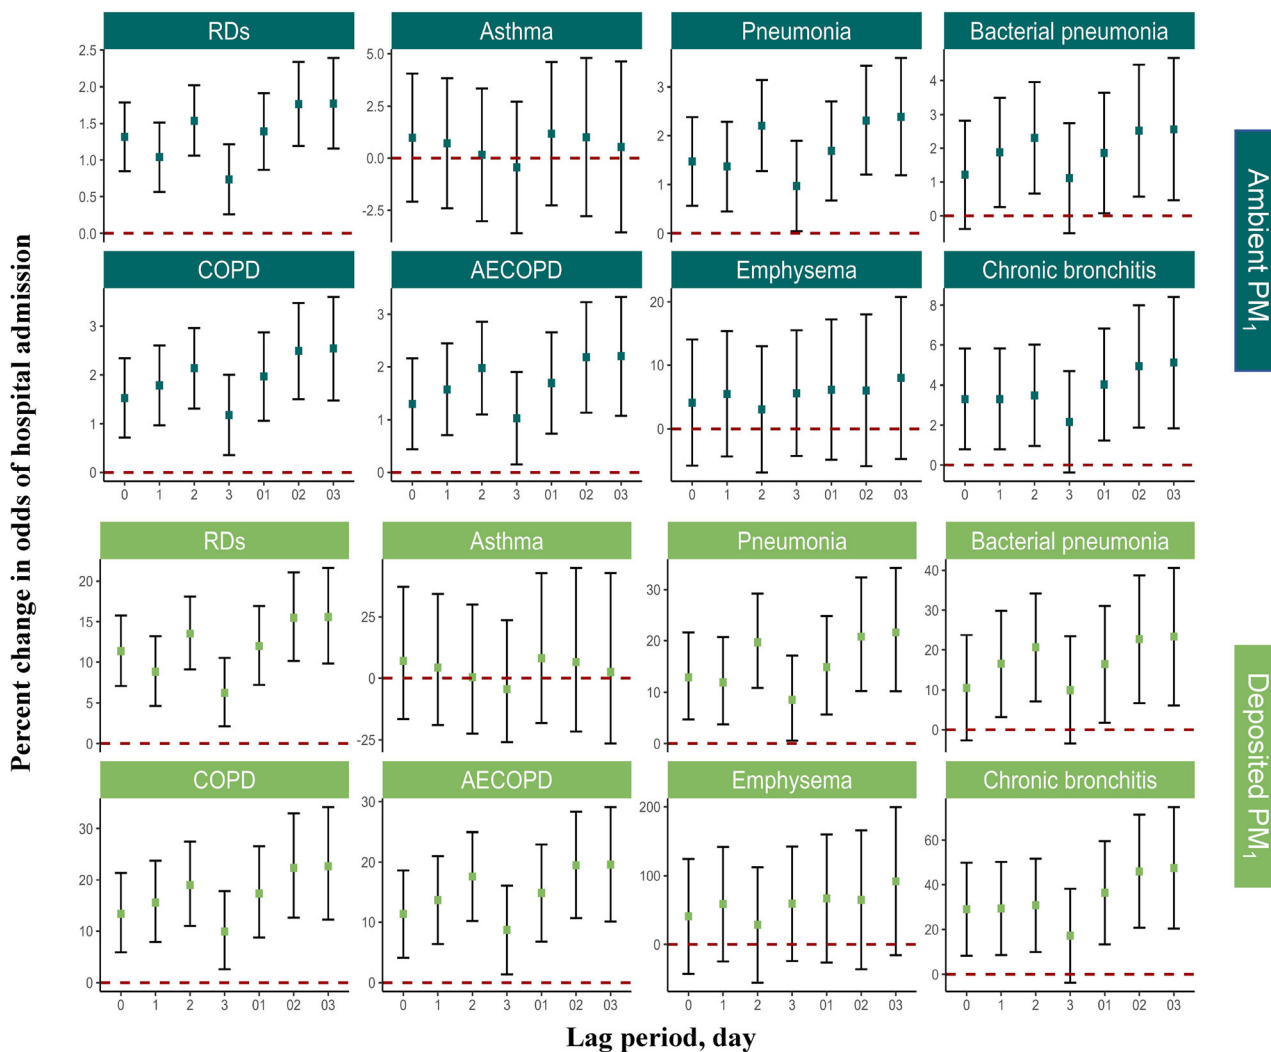 RDs
Asthma
Pneumonia
Bacterial pneumonia
2.5
2.0
1.5
1.0
0.5
0.0
5.0
2.5
0.0
-2.5
3
2
1
0
4
3
2
1
0
COPD
AECOPD
Emphysema
Chronic bronchitis
3
2
1
0
3
2
1
0
20
10
0
8
6
4
2
0
0 1 2 3 01 02 03
0 1 2 3 01 02 03
0 1 2 3 01 02 03
0 1 2 3 01 02 03
Ambient PM1
RDs
Asthma
Pneumonia
Bacterial pneumonia
20
15
10
5
0
25
0
-25
30
20
10
0
40
30
20
10
0
COPD
AECOPD
Emphysema
Chronic bronchitis
30
20
10
0
30
20
10
0
200
100
0
60
40
20
0
0 1 2 3 01 02 03
0 1 2 3 01 02 03
0 1 2 3 01 02 03
0 1 2 3 01 02 03
Deposited PM1
Percent change in odds of hospital admission
Lag period, day